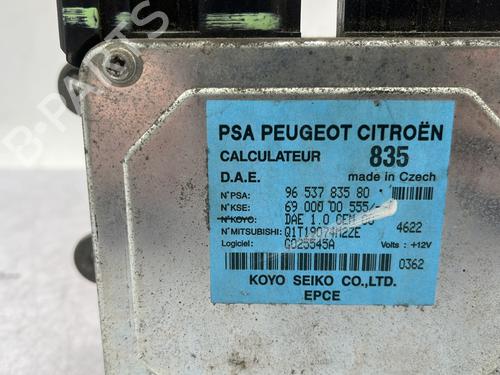 PSA PEUGEOT CITROËN
CALCULATEUR 835
D.A.E. made in Czech
N°PSA: 96 537 835 80
N°KSE: 69 000 00 555/
N°KOYO: DAE 1.0
N°MITSUBISHI: Q1T19074M2ZE 4622
Logiciel: G025545A Volts : +12V
0362
KOYO SEIKO CO.,LTD.
EPCE
B-PARTS